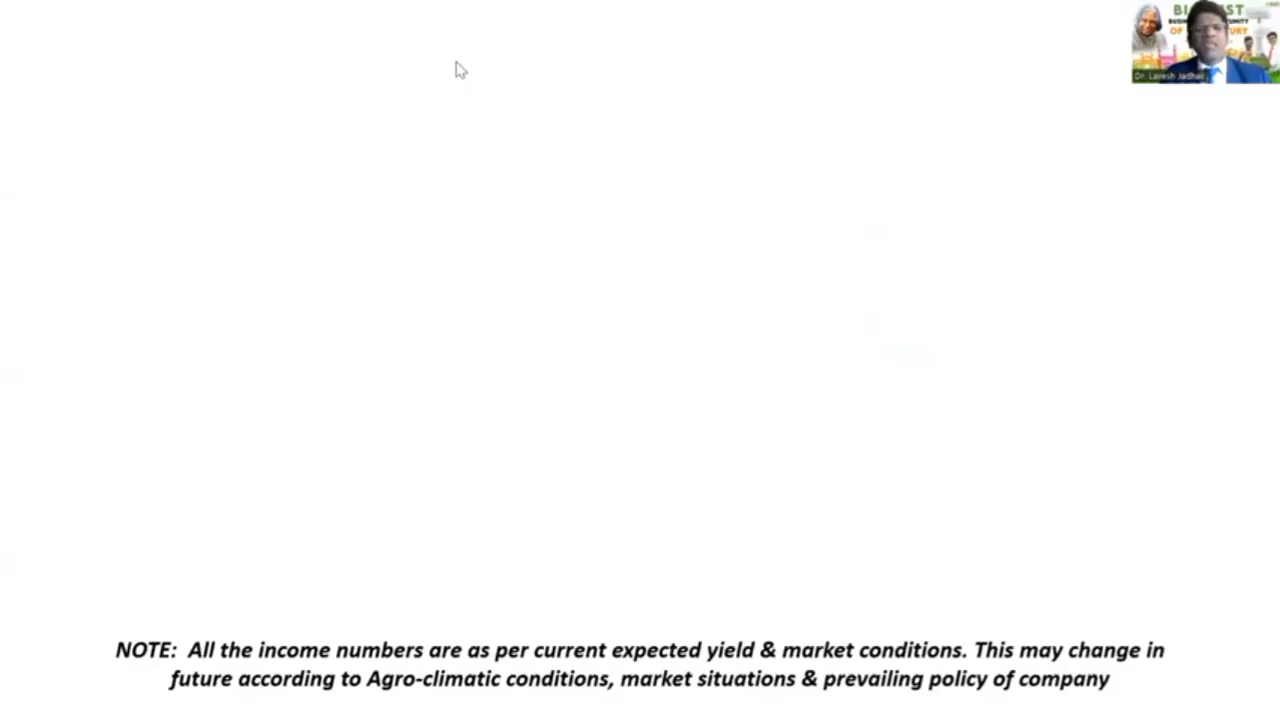 Dr. Lavesh Jadhav
NOTE:  All the income numbers are as per current expected yield & market conditions. This may change in
future according to Agro-climatic conditions, market situations & prevailing policy of company